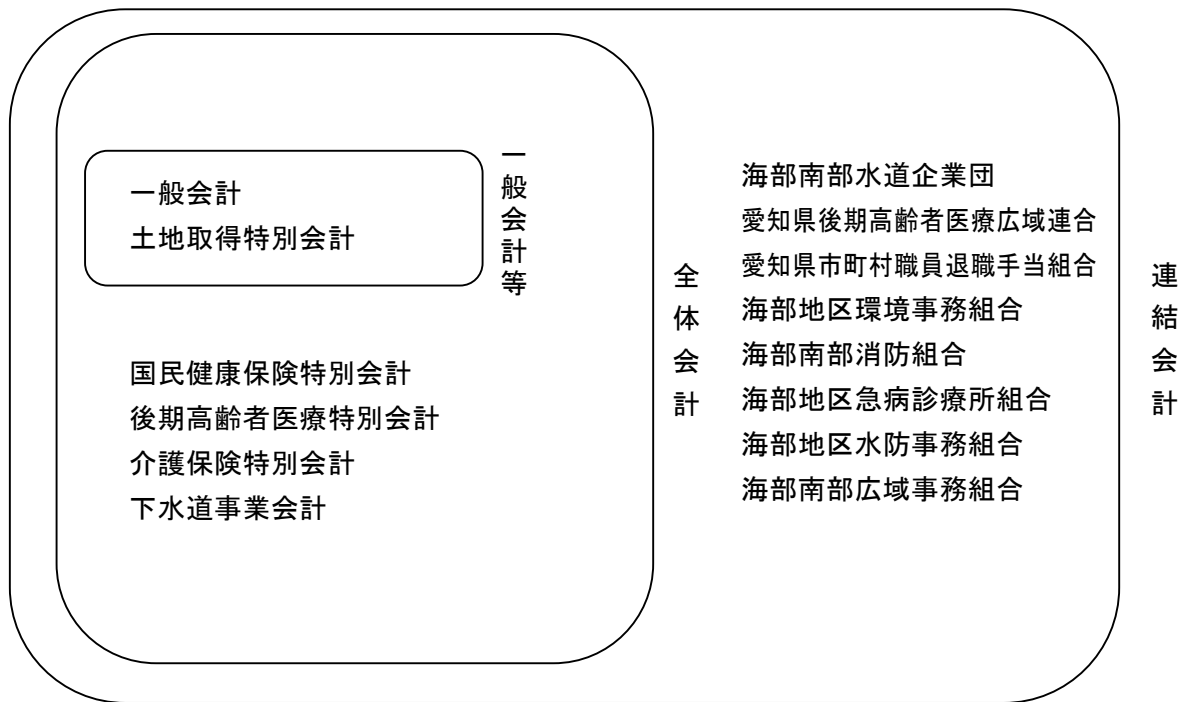 一般会計
土地取得特別会計
一般会計等
国民健康保険特別会計
後期高齢者医療特別会計
介護保険特別会計
下水道事業会計
全体会計
海部南部水道企業団
愛知県後期高齢者医療広域連合
愛知県市町村職員退職手当組合
海部地区環境事務組合
海部南部消防組合
海部地区急病診療所組合
海部地区水防事務組合
海部南部広域事務組合
連結会計